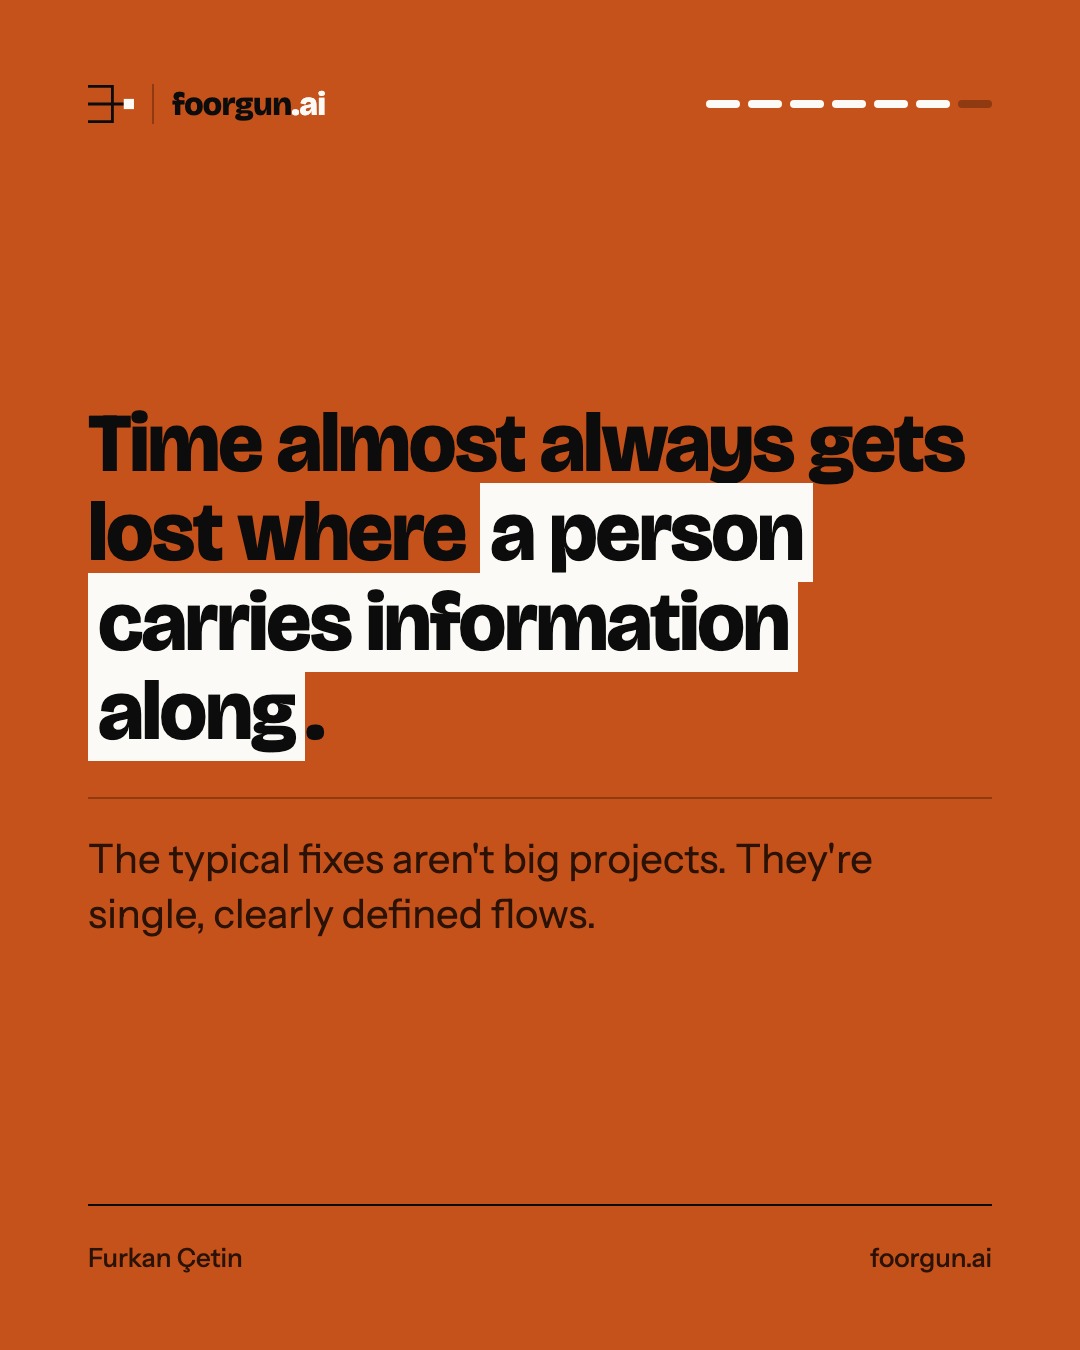 foorgun.ai
Time almost always gets
lost where a person
carries information
along.
The typical fixes aren't big projects. They're
single, clearly defined flows.
Furkan Çetin
foorgun.ai